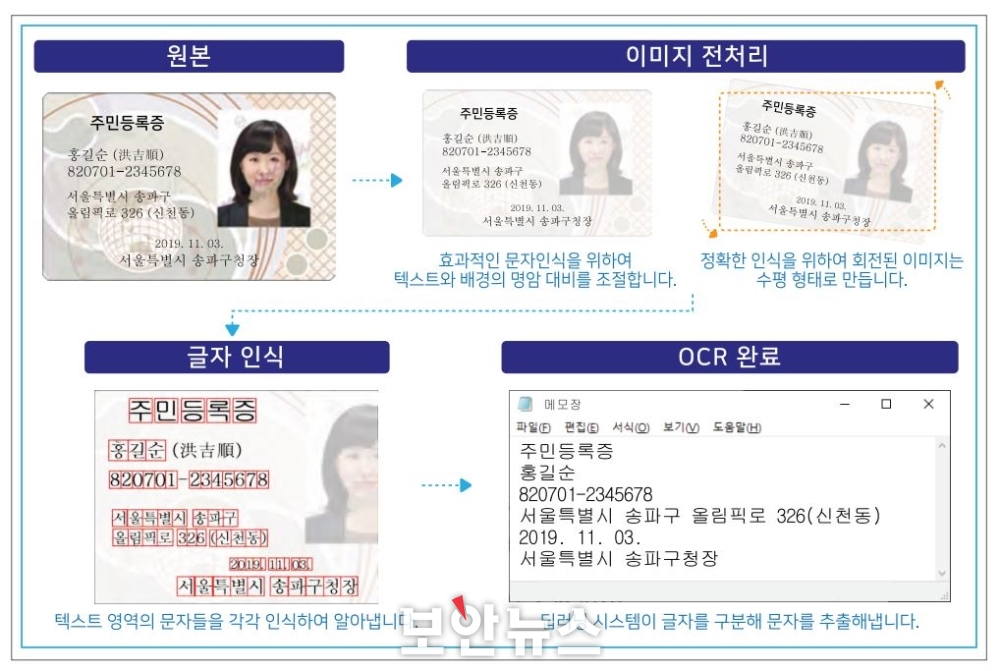 원본
주민등록증
홍길순 (洪吉順)
820701-2345678
서울특별시 송파구
올림픽로 326 (신천동)
2019. 11. 03.
서울특별시 송파구청장
이미지 전처리
주민등록증
홍길순 (洪吉順)
820701-2345678
서울특별시 송파구
올림픽로 326 (신천동)
2019. 11. 03.
서울특별시 송파구청장
효과적인 문자인식을 위하여
텍스트와 배경의 명암 대비를 조절합니다.
주민등록증
홍길순 (洪吉順)
820701-2345678
서울특별시 송파구
올림픽로 326 (신천동)
2019. 11. 03.
서울특별시 송파구청장
정확한 인식을 위하여 회전된 이미지는
수평 형태로 만듭니다.
글자 인식
주민등록증
홍길순 (洪吉順)
820701-2345678
서울특별시 송파구
올림픽로 326 (신천동)
2019. 11. 03.
서울특별시 송파구청장
텍스트 영역의 문자들을 각각 인식하여 알아냅니다.
OCR 완료
메모장
파일(F) 편집(E) 서식(O) 보기(V) 도움말(H)
주민등록증
홍길순
820701-2345678
서울특별시 송파구 올림픽로 326(신천동)
2019. 11. 03.
서울특별시 송파구청장
시스템이 글자를 구분해 문자를 추출해냅니다.
보안뉴스